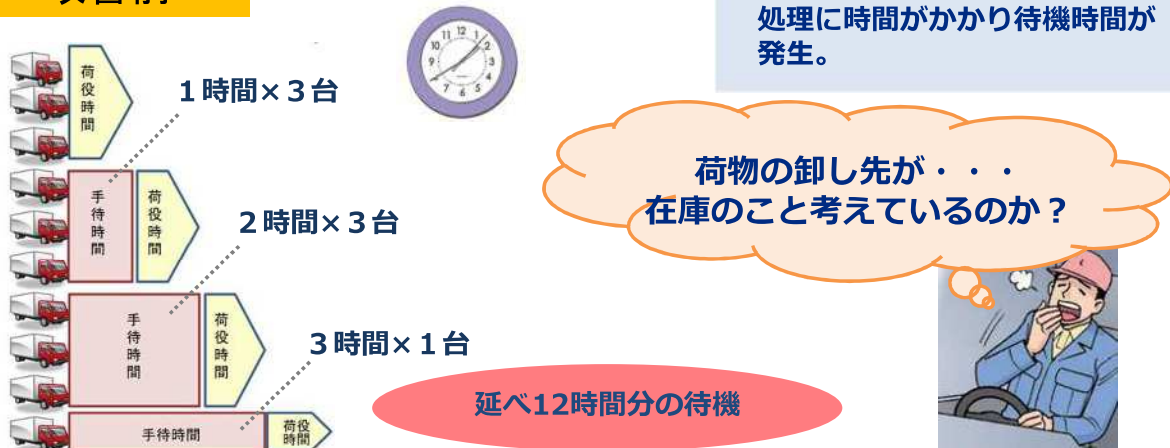 処理に時間がかかり待機時間が
発生。
荷役時間
1時間×3台
手待時間
荷役時間
2時間×3台
荷物の卸し先が・・・
在庫のこと考えているのか？
手待時間
荷役時間
3時間×1台
延べ12時間分の待機
手待時間
荷役
時間